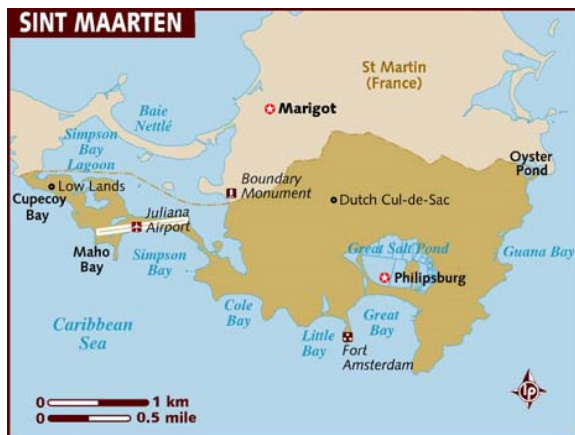 SINT MAARTEN
St Martin
(France)
Marigot
Baie
Nettlé
Simpson
Bay
Lagoon
Oyster
Pond
Boundary
Monument
Low Lands
Dutch Cul-de-Sac
Cupecoy
Bay
Juliana
Airport
Maho
Bay
Simpson
Bay
Great Salt Pond
Guana Bay
Philipsburg
Cole
Bay
Great
Bay
Little
Bay
Caribbean
Sea
Fort
Amsterdam
0 1 km
0 0.5 mile
lp